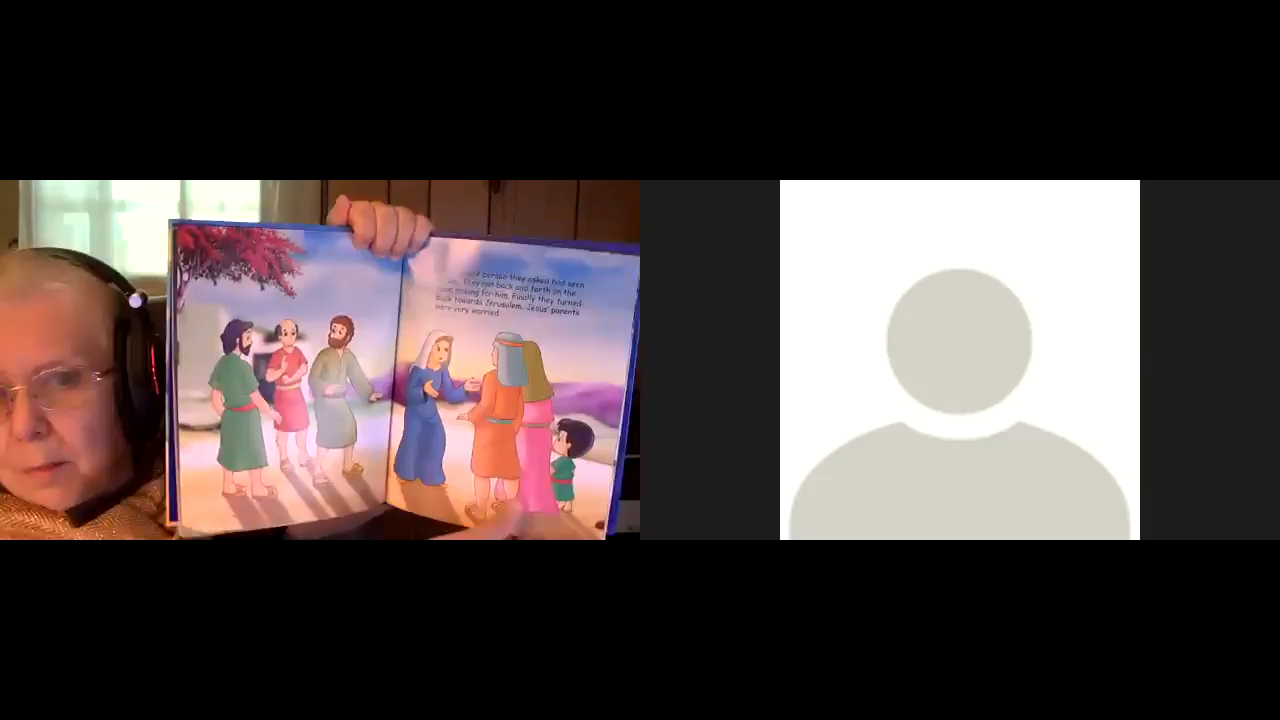 person they asked had seen
They ran back and forth on the
looking for him. Finally they turned
back towards Jerusalem. Jesus' parents
were very worried.